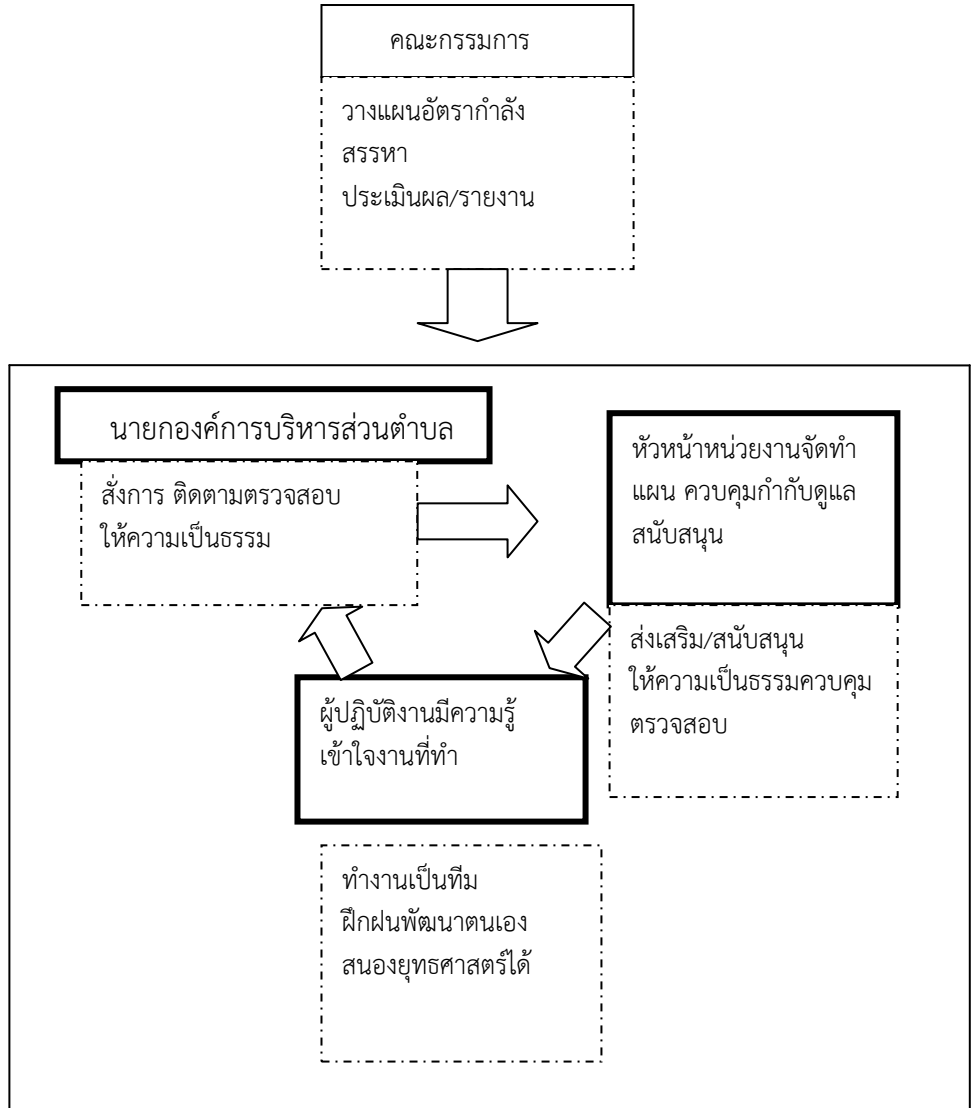 คณะกรรมการ
วางแผนอัตรากำลัง
สรรหา
ประเมินผล/รายงาน
นายกองค์การบริหารส่วนตำบล
สั่งการ ติดตามตรวจสอบ
ให้ความเป็นธรรม
หัวหน้าหน่วยงานจัดทำ
แผน ควบคุมกำกับดูแล
สนับสนุน
ส่งเสริม/สนับสนุน
ให้ความเป็นธรรมควบคุม
ตรวจสอบ
ผู้ปฏิบัติงานมีความรู้
เข้าใจงานที่ทำ
ทำงานเป็นทีม
ฝึกฝนพัฒนาตนเอง
สนองยุทธศาสตร์ได้